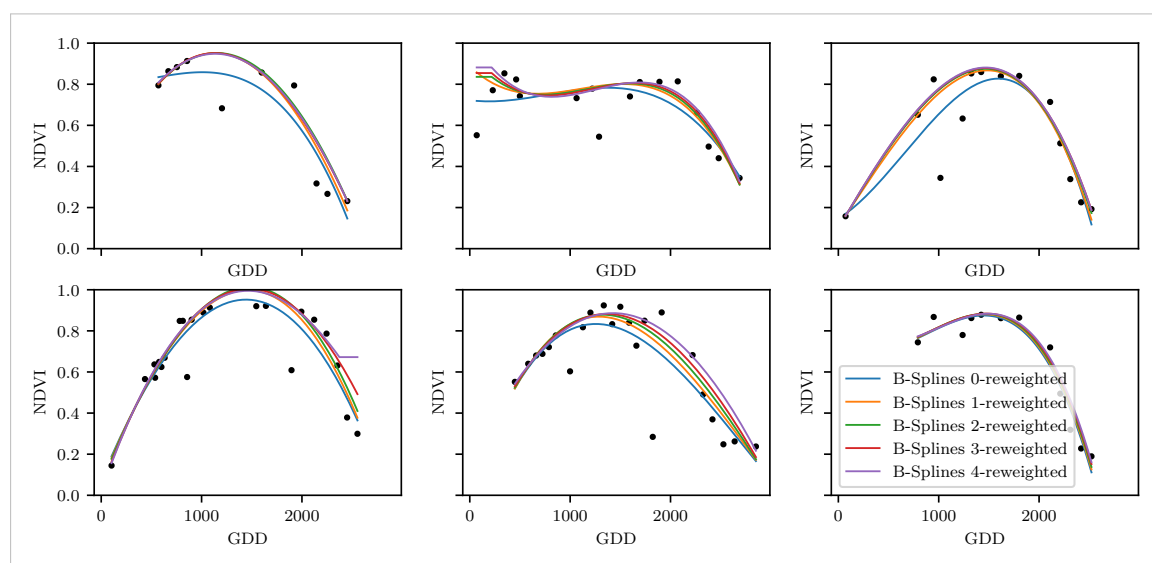 1.0
0.8
0.6
0.4
0.2
0.0
NDVI
GDD
NDVI
GDD
NDVI
GDD
1.0
0.8
0.6
0.4
0.2
0.0
NDVI
0 1000 2000
GDD
NDVI
0 1000 2000
GDD
NDVI
B-Splines 0-reweighted
B-Splines 1-reweighted
B-Splines 2-reweighted
B-Splines 3-reweighted
B-Splines 4-reweighted
0 1000 2000
GDD